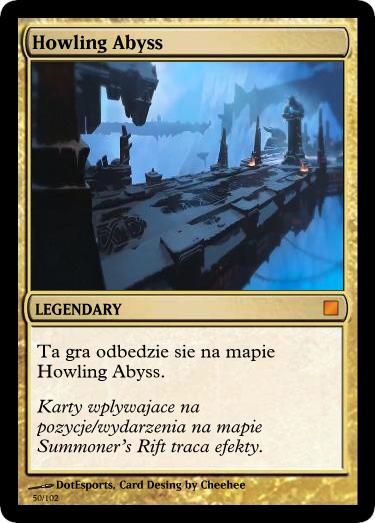 Howling Abyss
LEGENDARY
Ta gra odbedzie sie na mapie
Howling Abyss.
Karty wplywajace na
pozycje/wydarzenia na mapie
Summoner's Rift traca efekty.
DotEsports, Card Desing by Cheehee
50/102